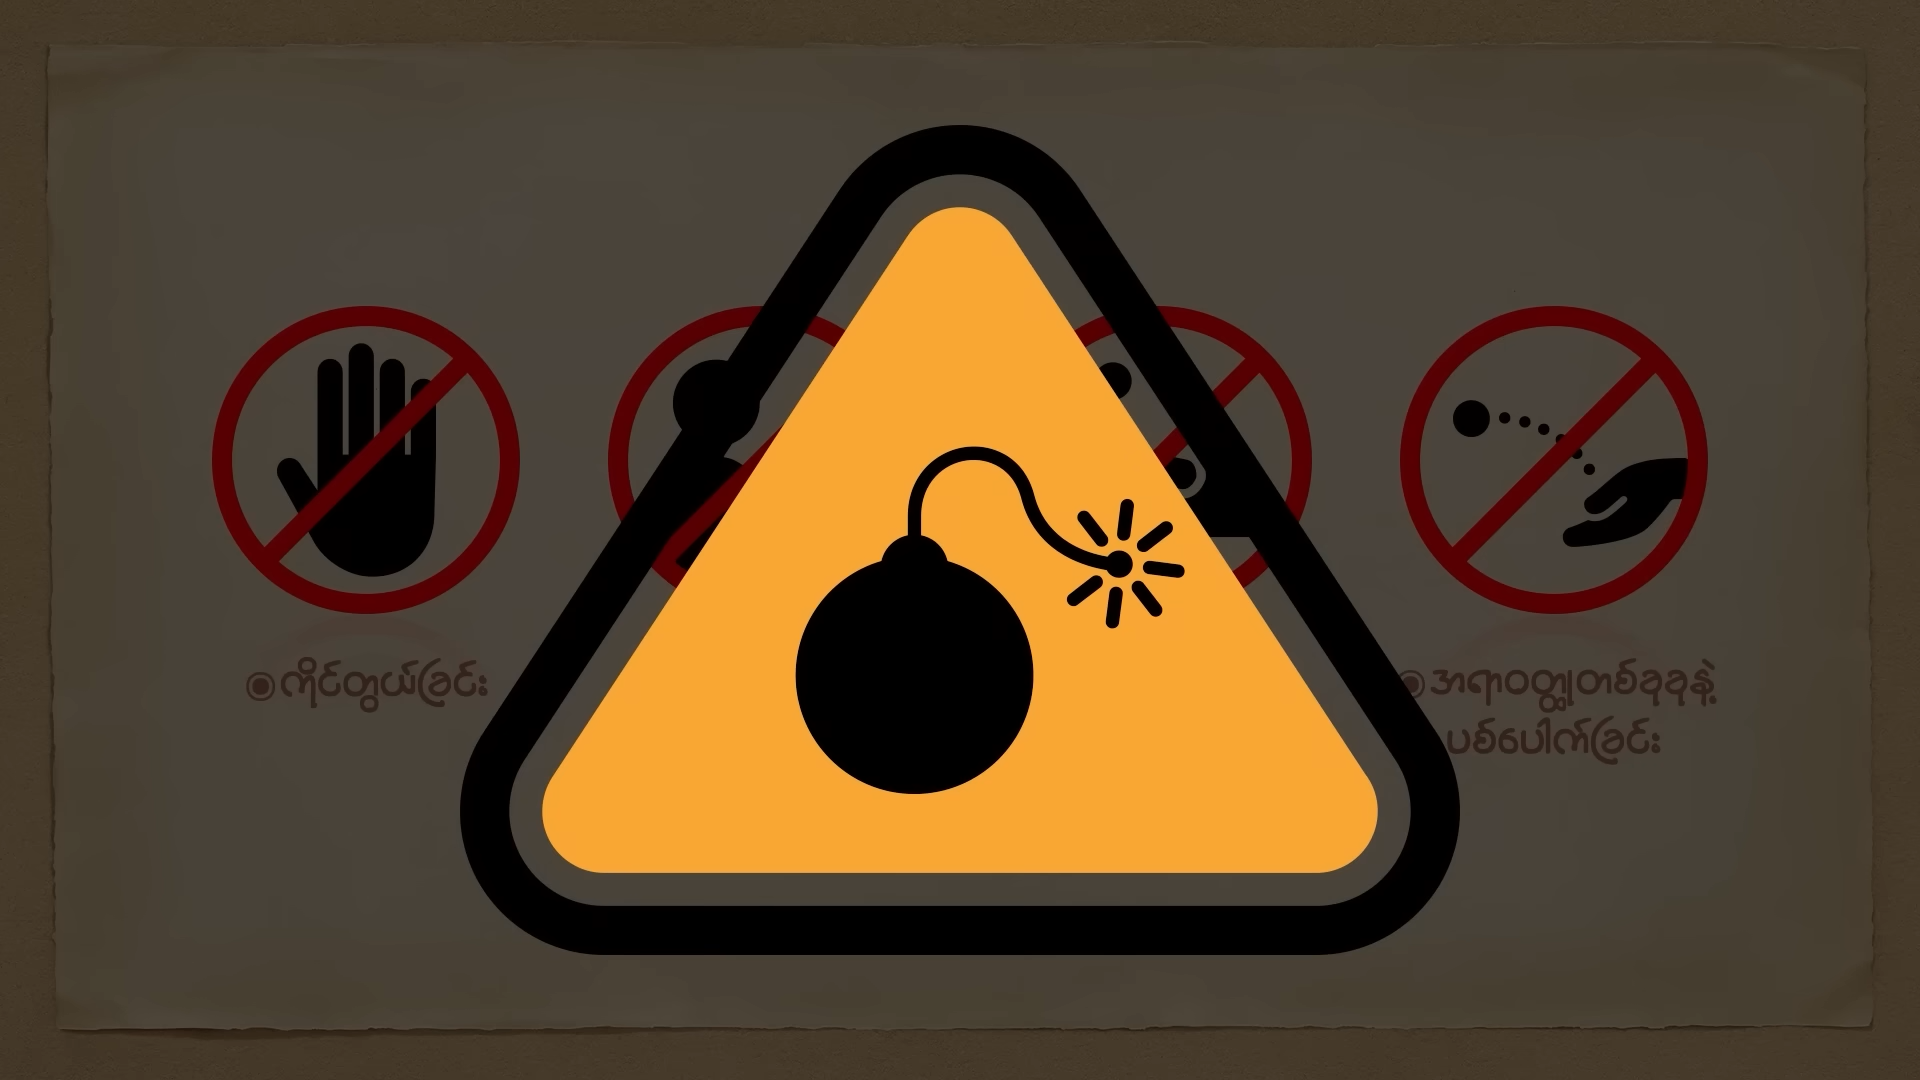 ◉ကိုင်တွယ်ခြင်း
◉အရာဝတ္ထုတစ်ခုခုနဲ့
ပစ်ပေါက်ခြင်း